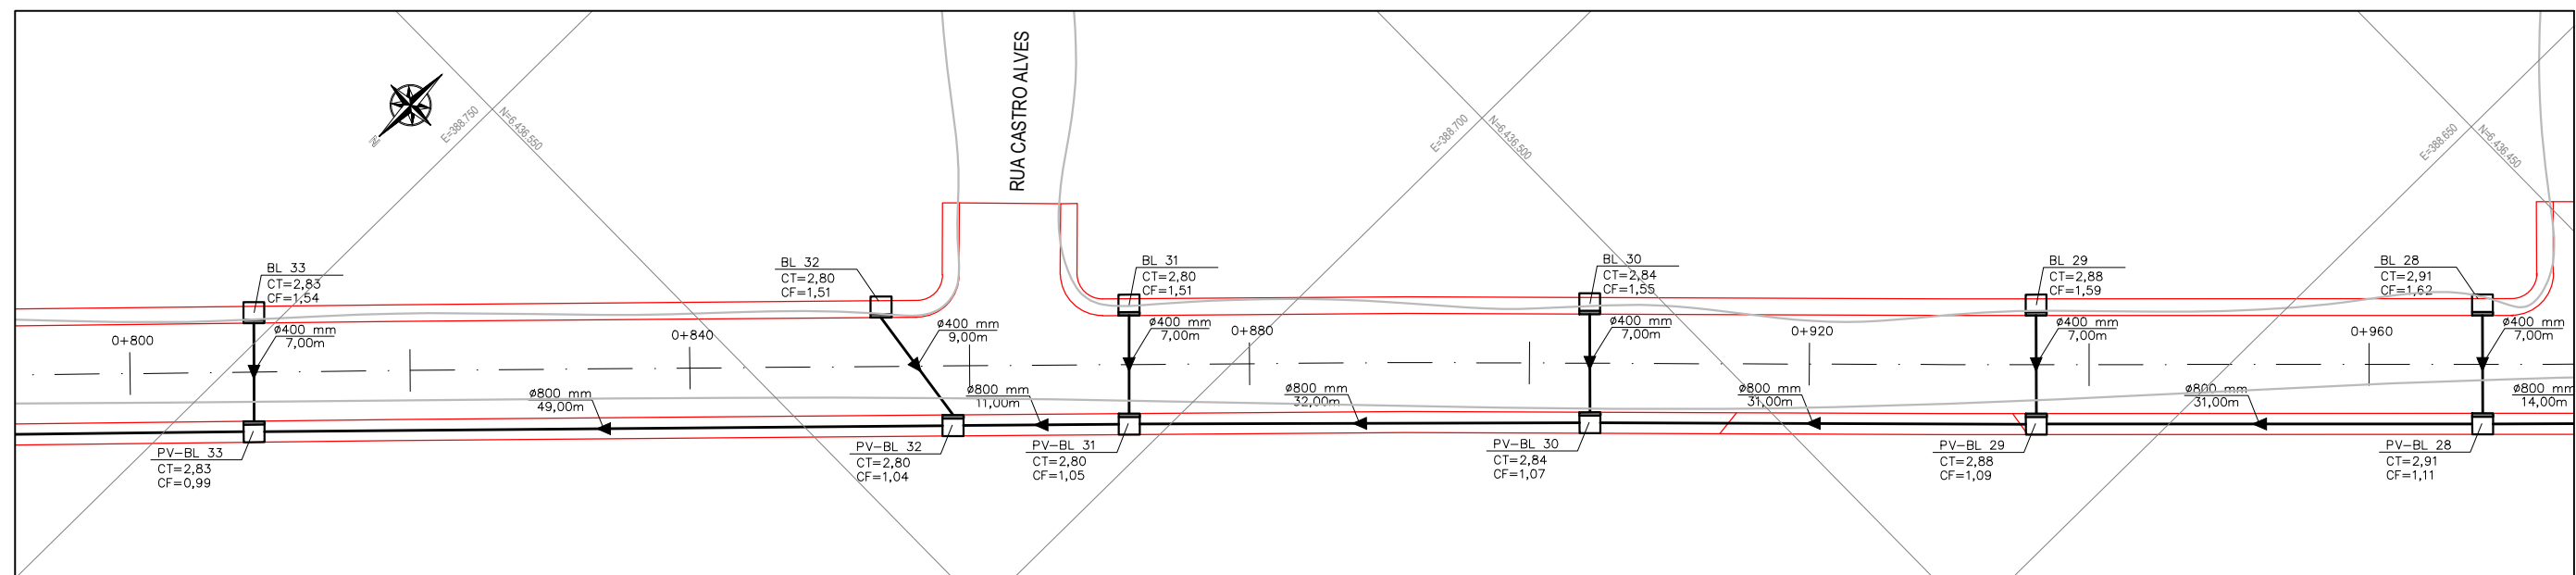 RUA CASTRO ALVES
N
E=388.750
N=6.436.550
E=388.700
N=6.436.500
E=388.650
N=6.436.450
BL 33
CT=2,83
CF=1,54
BL 32
CT=2,80
CF=1,51
BL 31
CT=2,80
CF=1,51
BL 30
CT=2,84
CF=1,55
BL 29
CT=2,88
CF=1,59
BL 28
CT=2,91
CF=1,62
0+800
ø400 mm
7,00m
0+840
ø400 mm
9,00m
ø400 mm
7,00m
0+880
ø400 mm
7,00m
0+920
ø400 mm
7,00m
0+960
ø400 mm
7,00m
ø800 mm
49,00m
ø800 mm
11,00m
ø800 mm
32,00m
ø800 mm
31,00m
ø800 mm
31,00m
ø800 mm
14,00m
PV-BL 33
CT=2,83
CF=0,99
PV-BL 32
CT=2,80
CF=1,04
PV-BL 31
CT=2,80
CF=1,05
PV-BL 30
CT=2,84
CF=1,07
PV-BL 29
CT=2,88
CF=1,09
PV-BL 28
CT=2,91
CF=1,11